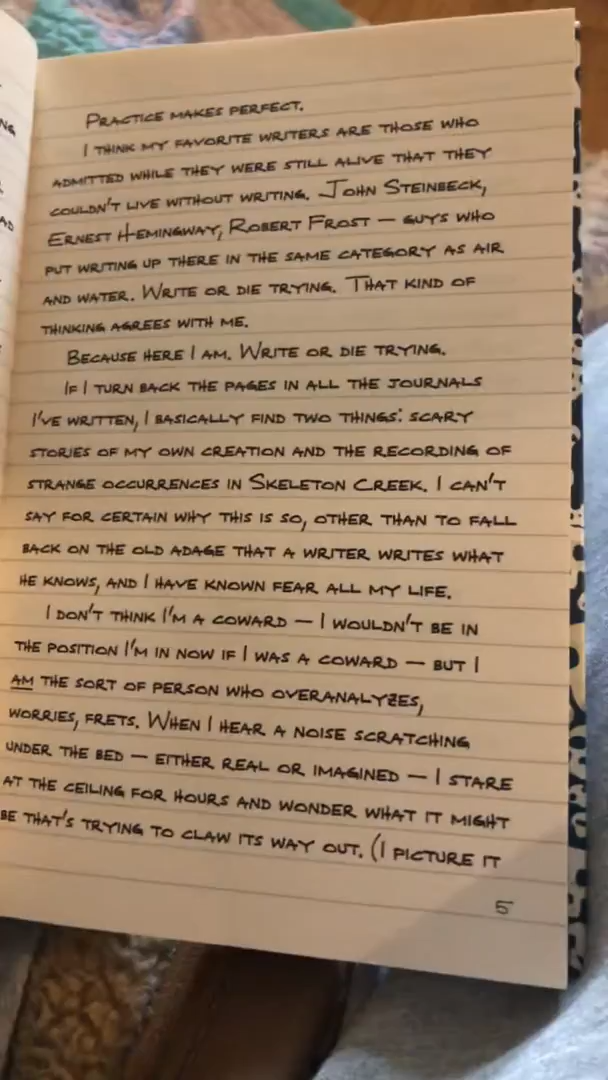 NG
AD
PRACTICE MAKES PERFECT.
I THINK MY FAVORITE WRITERS ARE THOSE WHO
ADMITTED WHILE THEY WERE STILL ALIVE THAT THEY
COULDN'T LIVE WITHOUT WRITING. JOHN STEINBECK,
ERNEST HEMINGWAY, ROBERT FROST — GUYS WHO
PUT WRITING UP THERE IN THE SAME CATEGORY AS AIR
AND WATER. WRITE OR DIE TRYING. THAT KIND OF
THINKING AGREES WITH ME.
BECAUSE HERE I AM. WRITE OR DIE TRYING.
IF I TURN BACK THE PAGES IN ALL THE JOURNALS
I'VE WRITTEN, I BASICALLY FIND TWO THINGS: SCARY
STORIES OF MY OWN CREATION AND THE RECORDING OF
STRANGE OCCURRENCES IN SKELETON CREEK. I CAN'T
SAY FOR CERTAIN WHY THIS IS SO, OTHER THAN TO FALL
BACK ON THE OLD ADAGE THAT A WRITER WRITES WHAT
HE KNOWS, AND I HAVE KNOWN FEAR ALL MY LIFE.
I DON'T THINK I'M A COWARD — I WOULDN'T BE IN
THE POSITION I'M IN NOW IF I WAS A COWARD — BUT I
AM THE SORT OF PERSON WHO OVERANALYZES,
WORRIES, FRETS. WHEN I HEAR A NOISE SCRATCHING
UNDER THE BED — EITHER REAL OR IMAGINED — I STARE
AT THE CEILING FOR HOURS AND WONDER WHAT IT MIGHT
BE THAT'S TRYING TO CLAW ITS WAY OUT. (I PICTURE IT
5